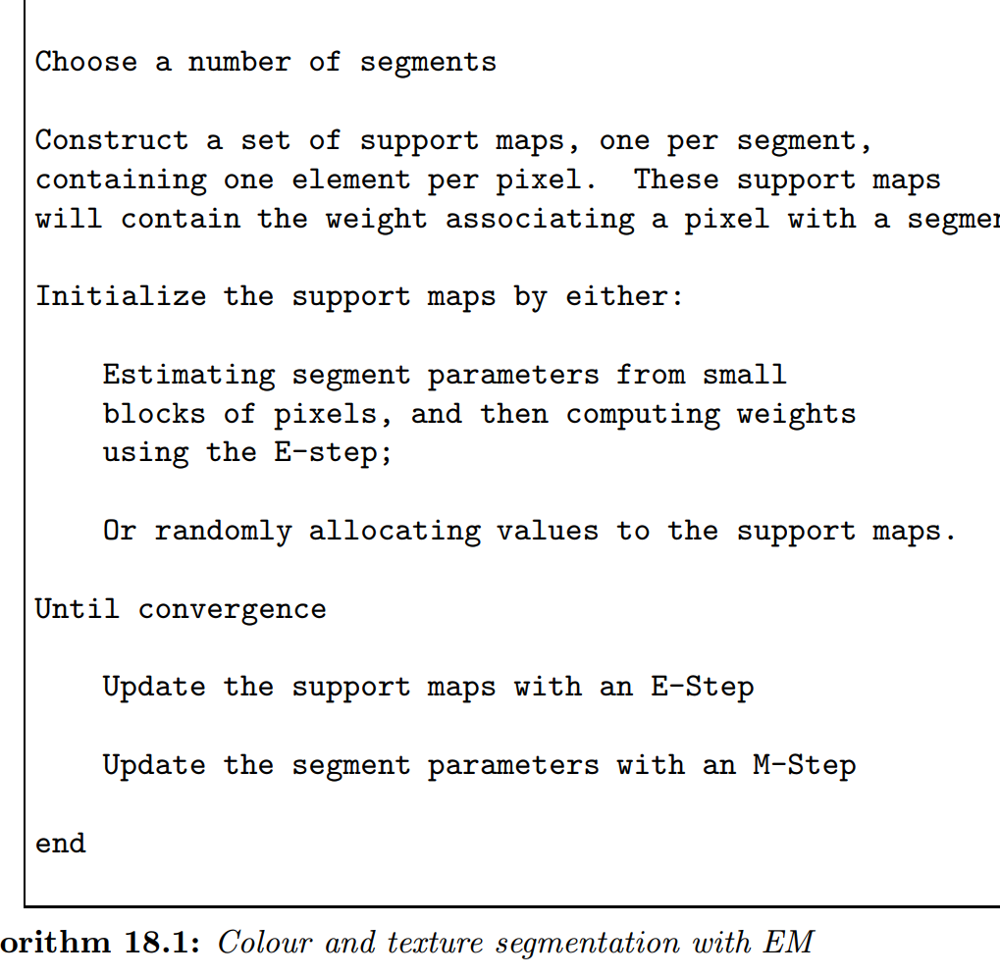 Choose a number of segments
Construct a set of support maps, one per segment,
containing one element per pixel. These support maps
will contain the weight associating a pixel with a segmen
Initialize the support maps by either:
Estimating segment parameters from small
blocks of pixels, and then computing weights
using the E-step;
Or randomly allocating values to the support maps.
Until convergence
Update the support maps with an E-Step
Update the segment parameters with an M-Step
end
orithm 18.1: Colour and texture segmentation with EM